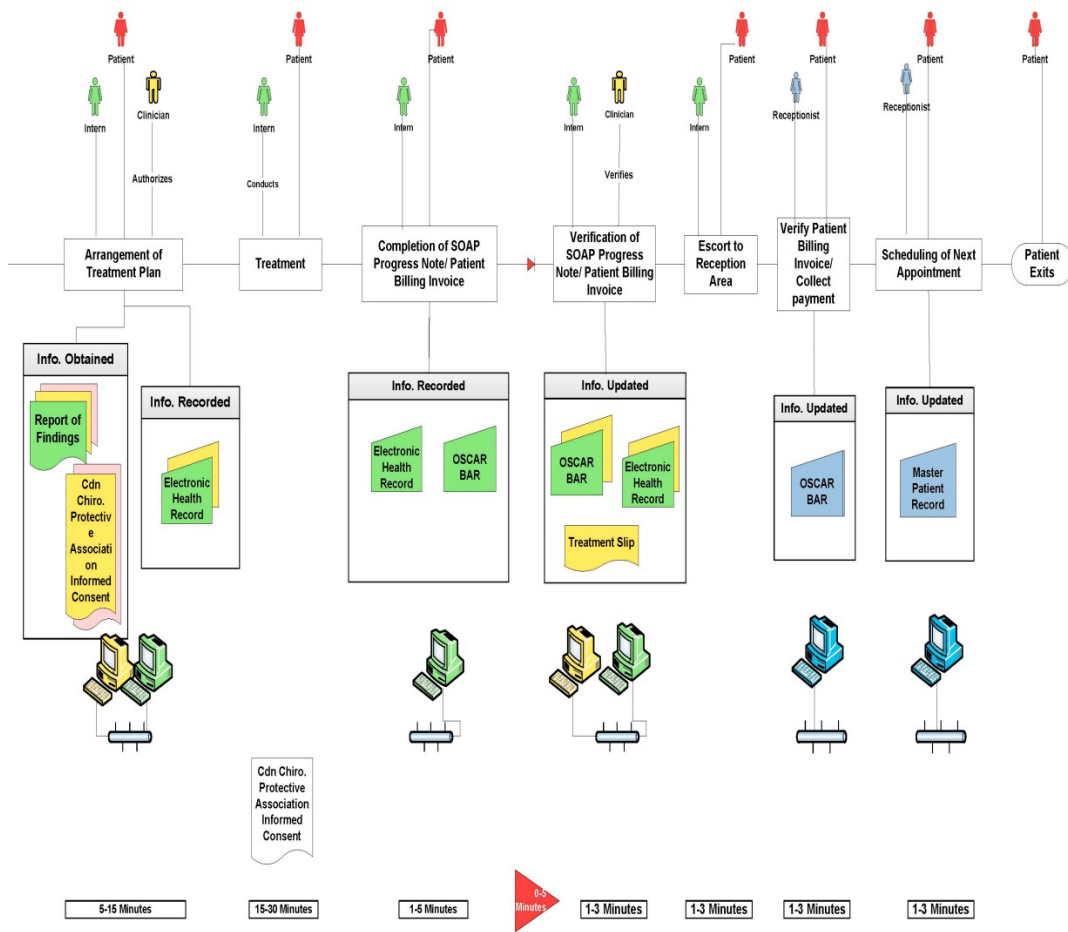 Patient
Patient
Patient
Patient
Patient
Patient
Patient
Intern
Clinician
Intern
Intern
Intern
Clinician
Intern
Receptionist
Receptionist
Authorizes
Conducts
Verifies
Arrangement of
Treatment Plan
Treatment
Completion of SOAP
Progress Note/ Patient
Billing Invoice
Verification of
SOAP Progress
Note/ Patient Billing
Invoice
Escort to
Reception
Area
Verify Patient
Billing
Invoice/
Collect
payment
Scheduling of Next
Appointment
Patient
Exits
Info. Obtained
Report of
Findings
Cdn
Chiro.
Protectiv
e
Associati
on
Informed
Consent
Info. Recorded
Electronic
Health
Record
Info. Recorded
Electronic
Health
Record
OSCAR
BAR
Info. Updated
OSCAR
BAR
Electronic
Health
Record
Treatment Slip
Info. Updated
OSCAR
BAR
Info. Updated
Master
Patient
Record
Cdn Chiro.
Protective
Association
Informed
Consent
5-15 Minutes
15-30 Minutes
1-5 Minutes
0-5
Minutes
1-3 Minutes
1-3 Minutes
1-3 Minutes
1-3 Minutes